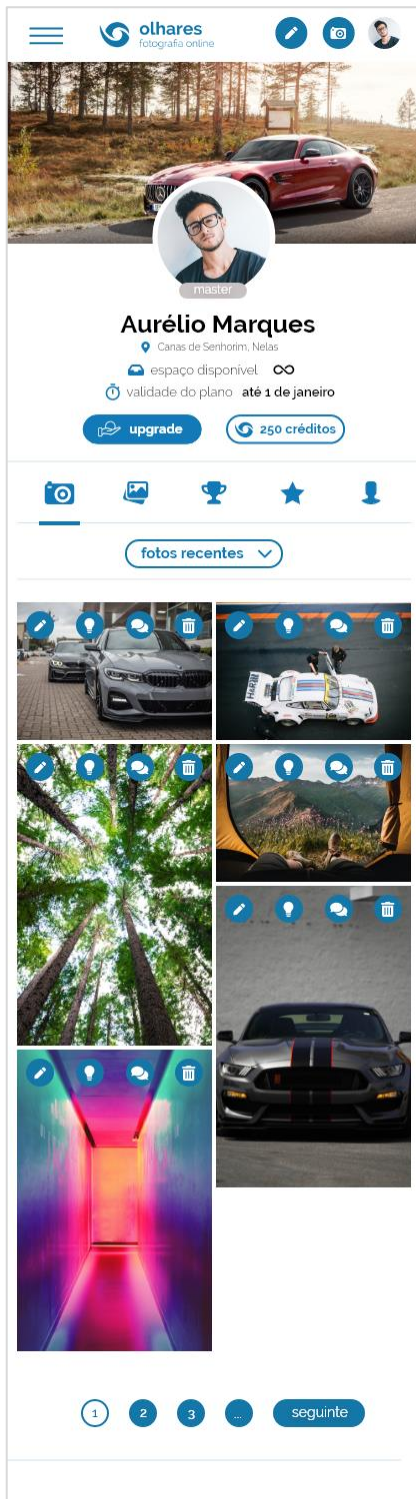 olhares
fotografia online
master
Aurélio Marques
Canas de Senhorim, Nelas
espaço disponível ∞
validade do plano até 1 de janeiro
upgrade
250 créditos
fotos recentes
1 2 3 ... seguinte